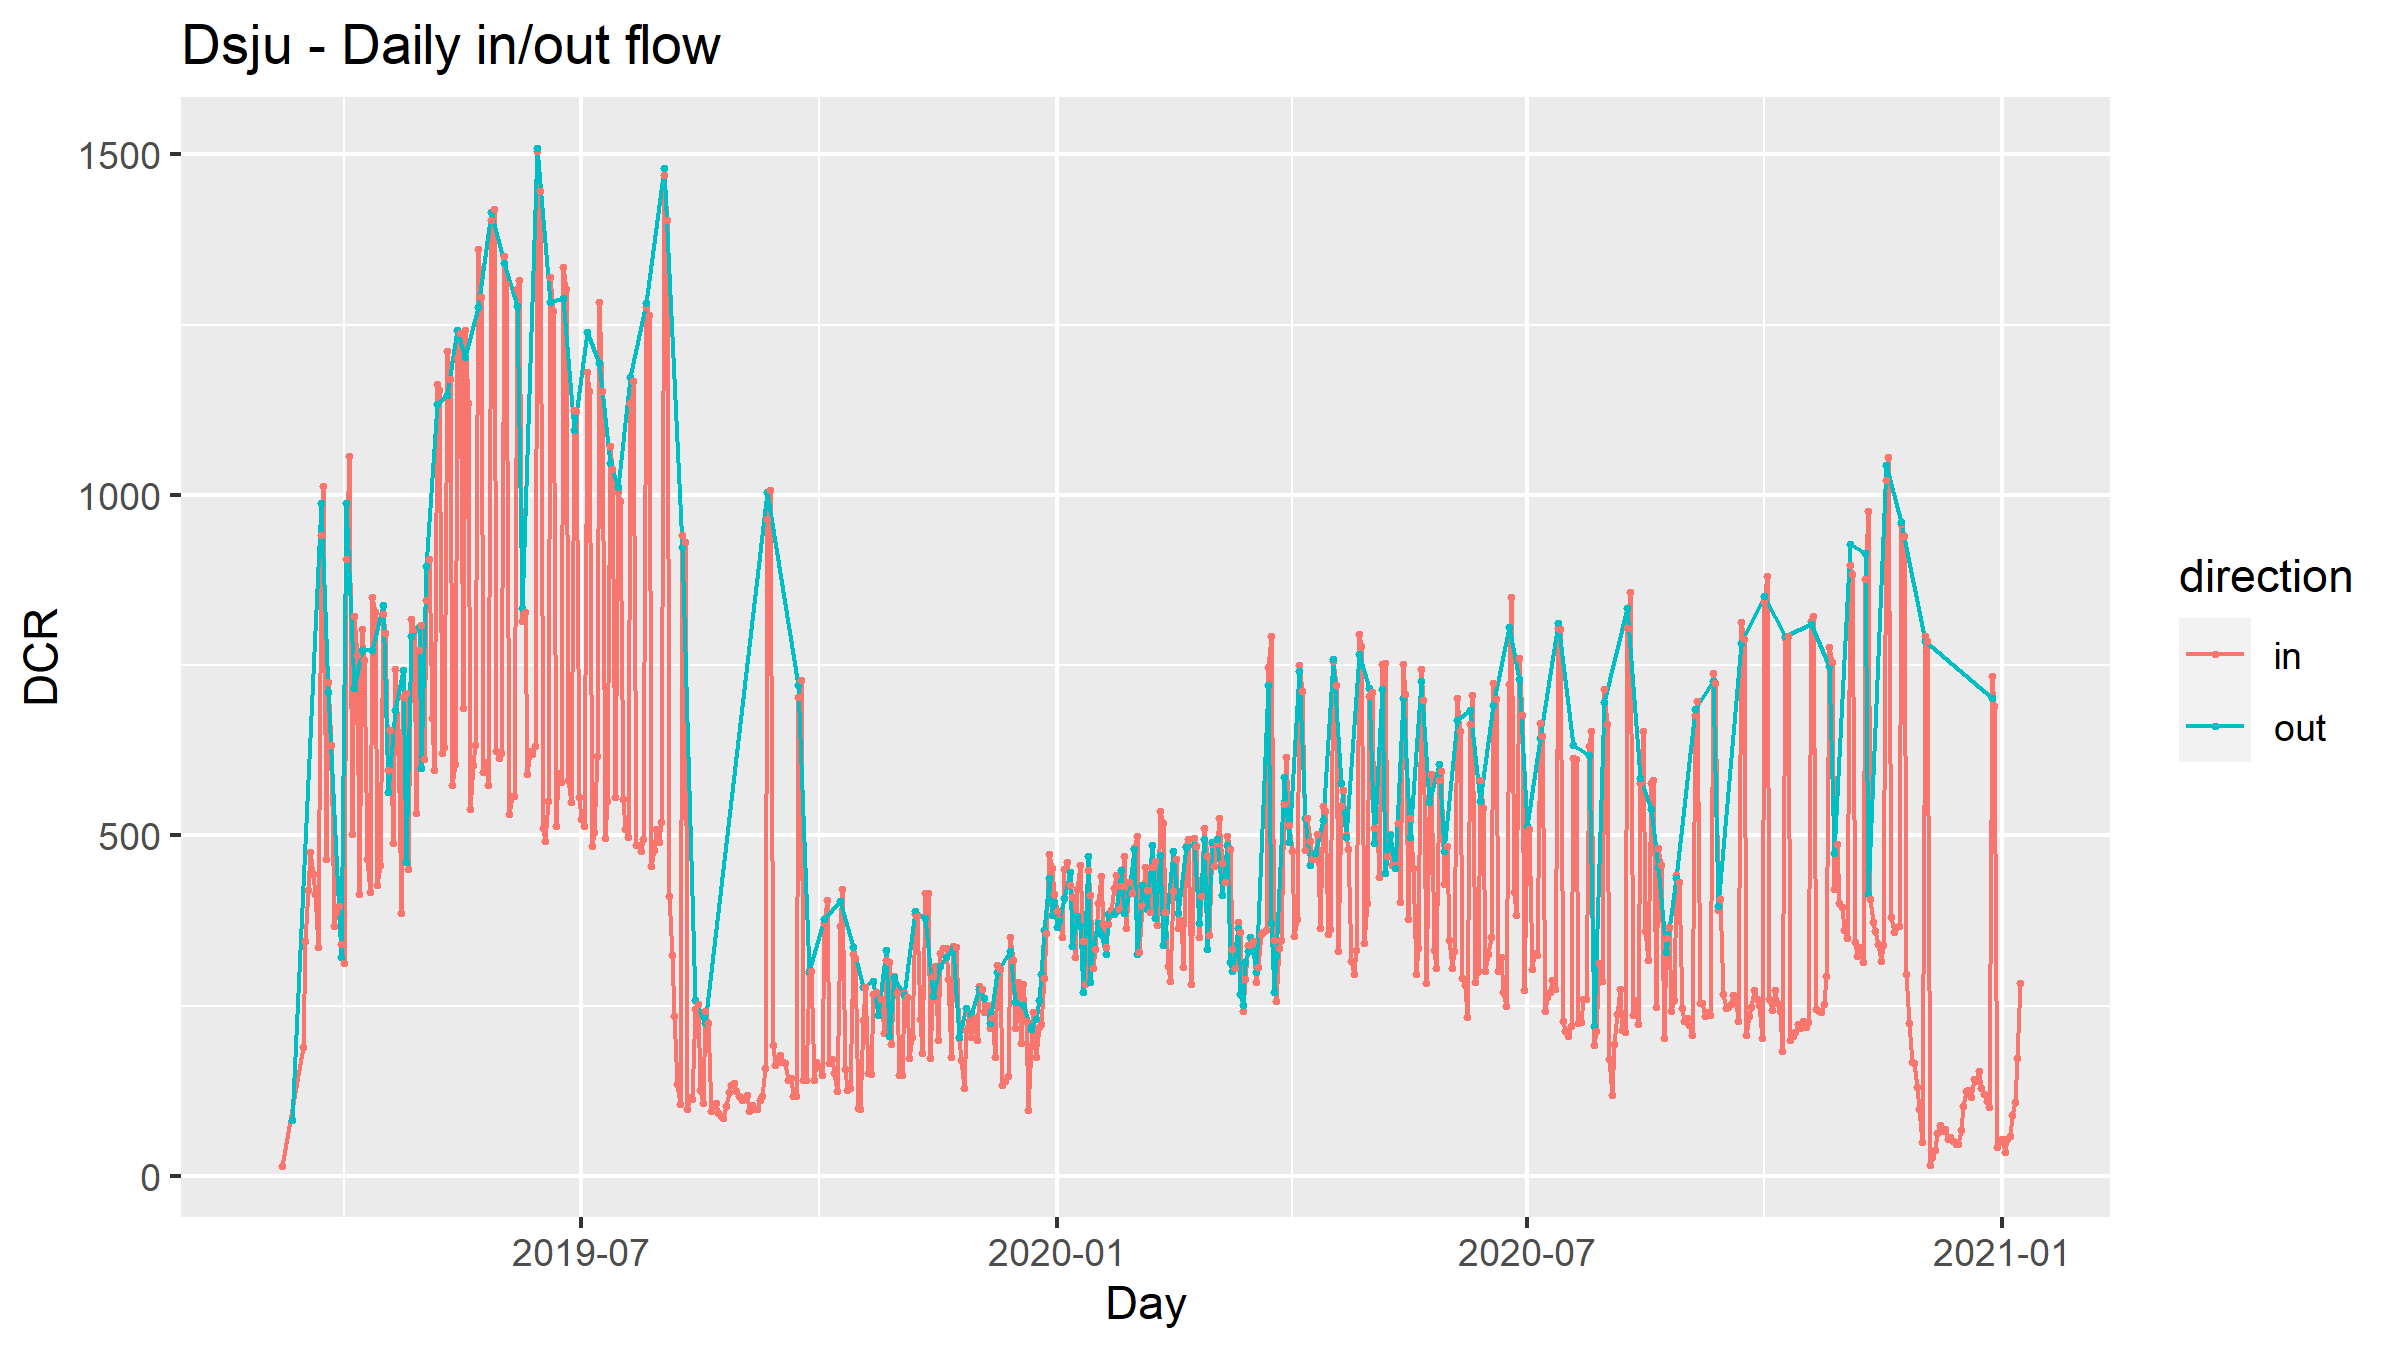 Dsju - Daily in/out flow
1500
1000
500
0
DCR
2019-07
2020-01
2020-07
2021-01
Day
direction
in
out